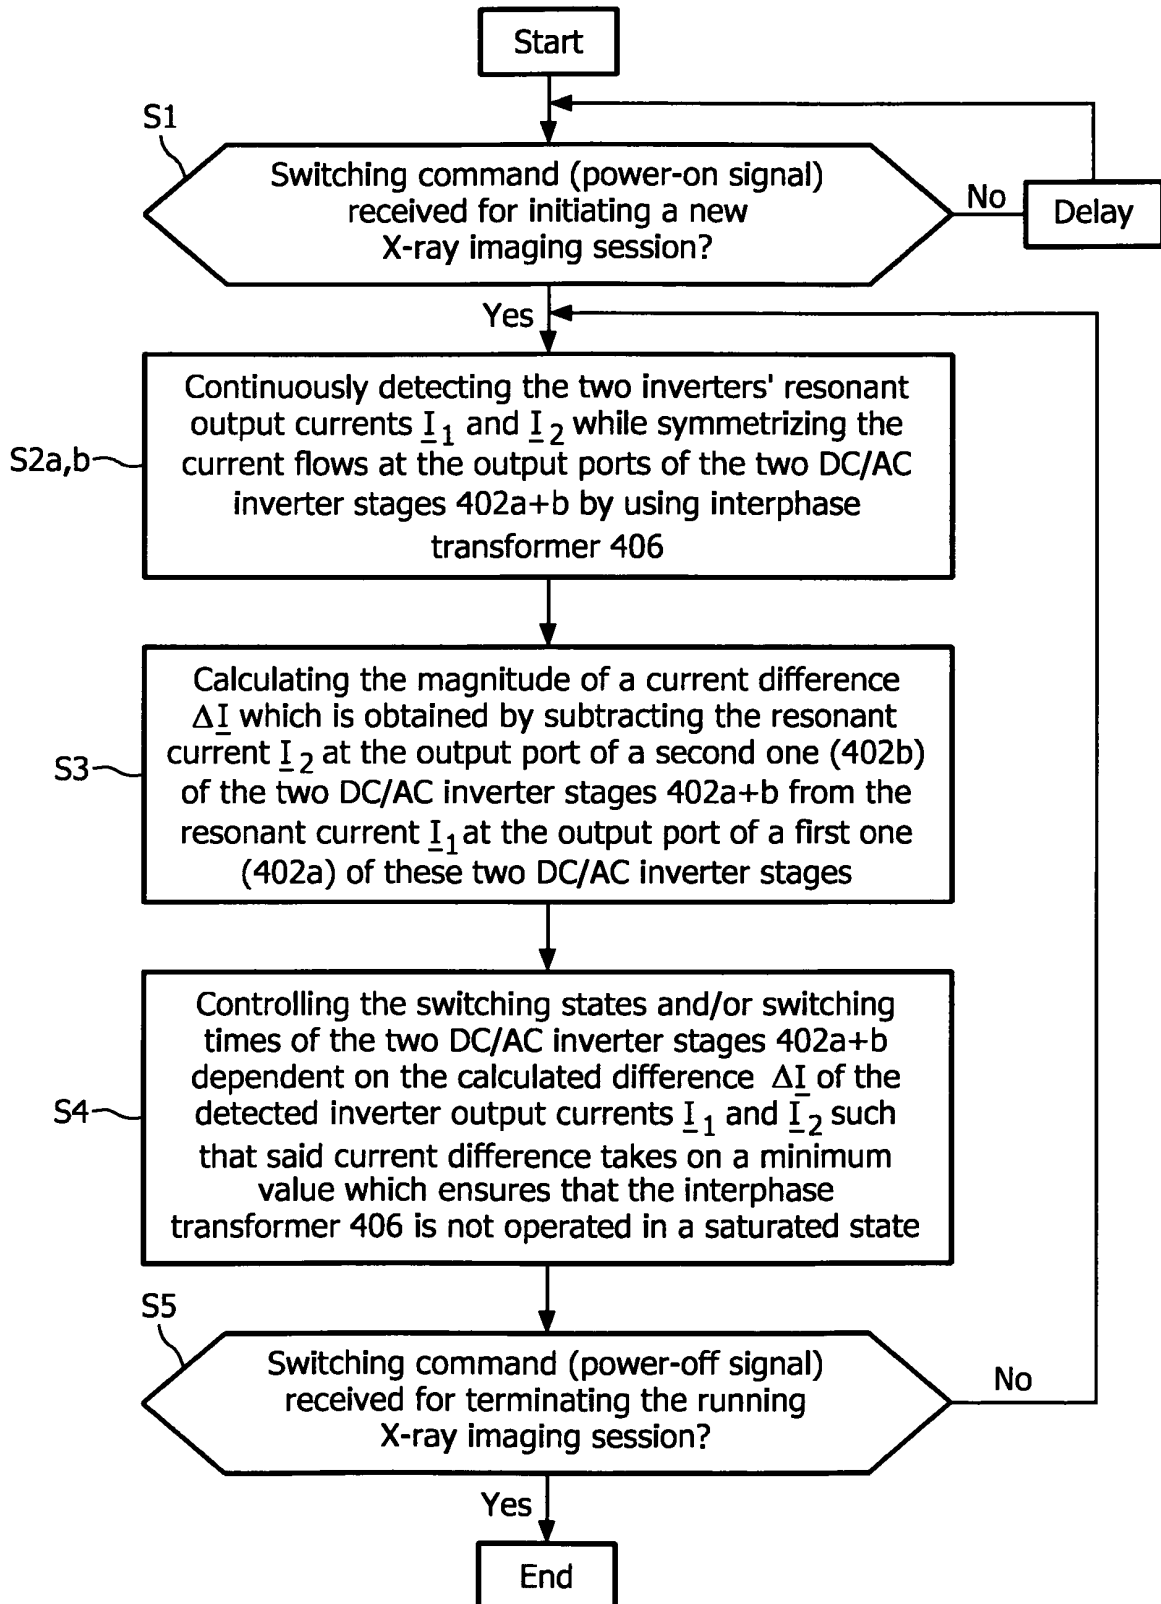 Start
S1
Switching command (power-on signal)
received for initiating a new
X-ray imaging session?
No
Delay
Yes
S2a,b
Continuously detecting the two inverters' resonant
output currents I1 and I2 while symmetrizing the
current flows at the output ports of the two DC/AC
inverter stages 402a+b by using interphase
transformer 406
S3
Calculating the magnitude of a current difference
ΔI which is obtained by subtracting the resonant
current I2 at the output port of a second one (402b)
of the two DC/AC inverter stages 402a+b from the
resonant current I1 at the output port of a first one
(402a) of these two DC/AC inverter stages
S4
Controlling the switching states and/or switching
times of the two DC/AC inverter stages 402a+b
dependent on the calculated difference ΔI of the
detected inverter output currents I1 and I2 such
that said current difference takes on a minimum
value which ensures that the interphase
transformer 406 is not operated in a saturated state
S5
Switching command (power-off signal)
received for terminating the running
X-ray imaging session?
No
Yes
End